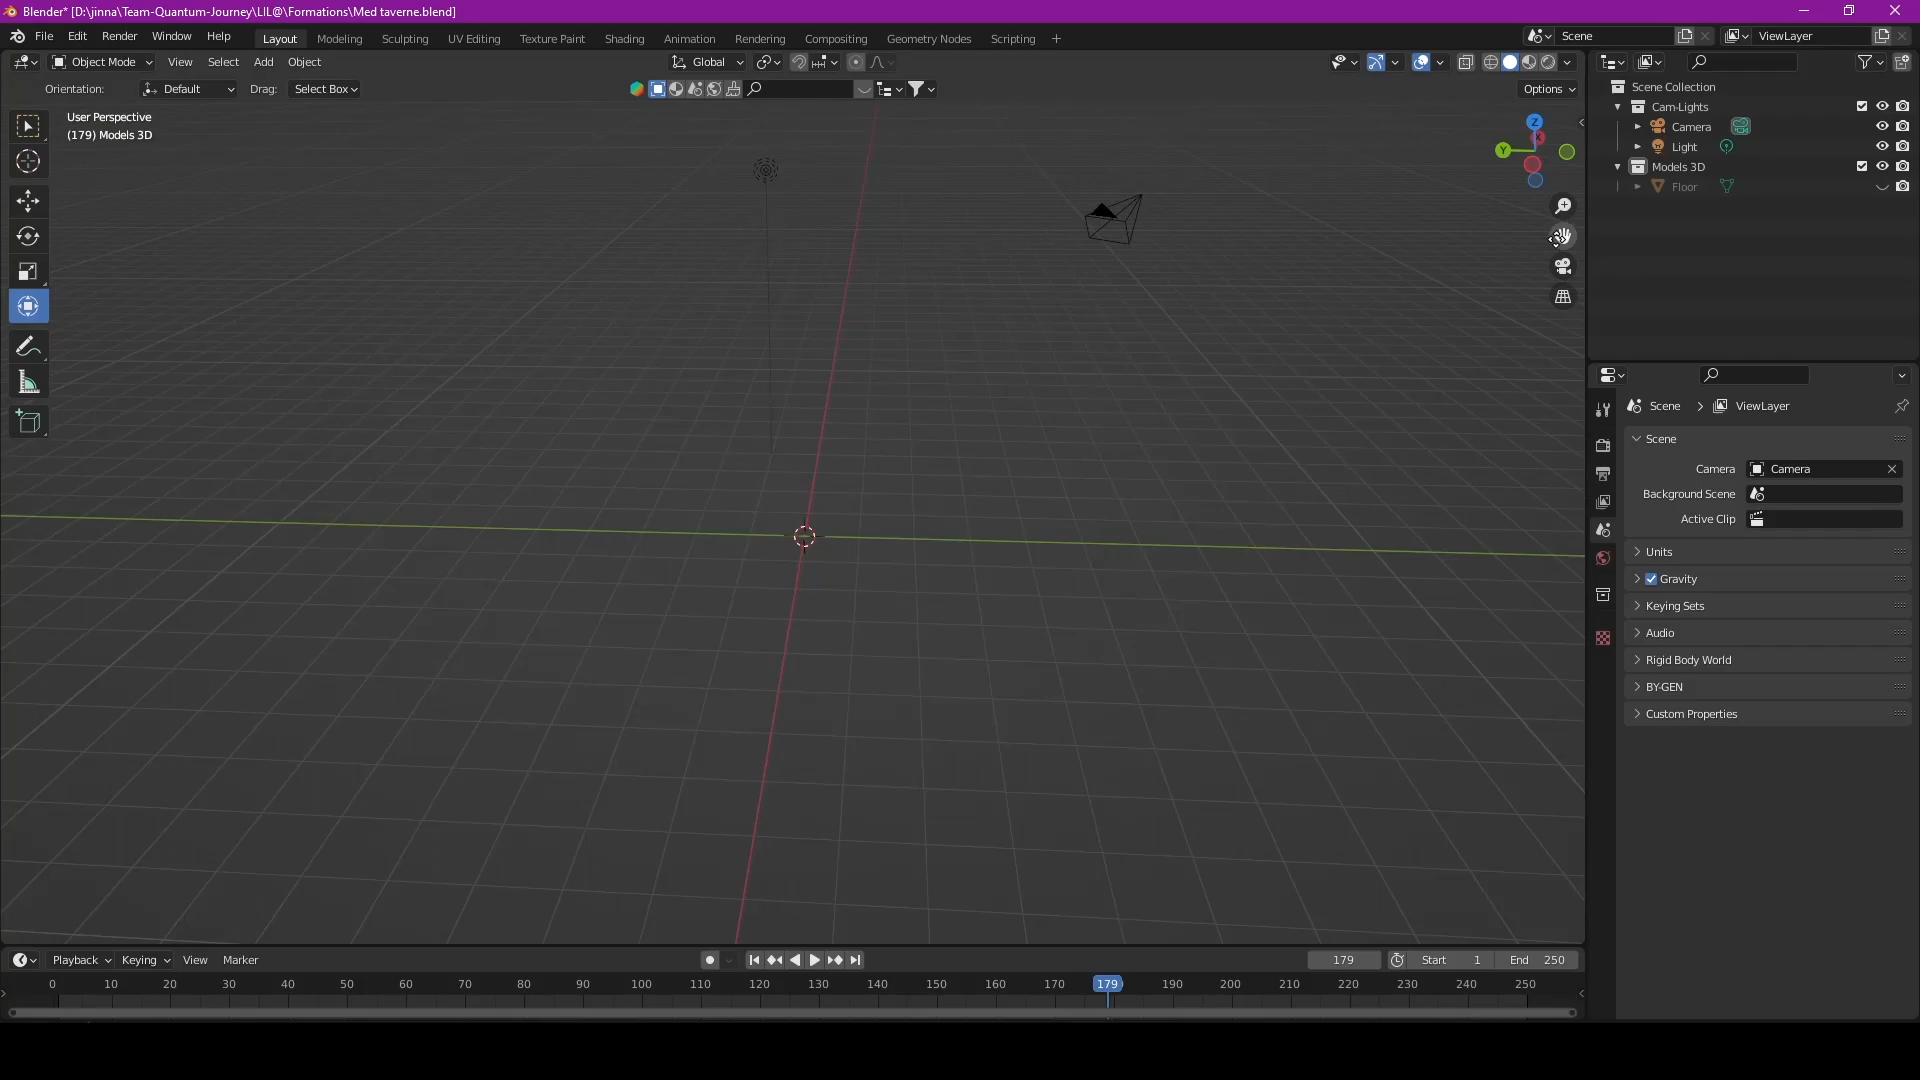 Blender* [D:\jinna\Team-Quantum-Journey\LIL@\Formations\Med taverne.blend]
File Edit Render Window Help Layout Modeling Sculpting UV Editing Texture Paint Shading Animation Rendering Compositing Geometry Nodes Scripting + Scene ViewLayer
Object Mode View Select Add Object Global
Orientation: Default Drag: Select Box Options
User Perspective
(179) Models 3D
Z
Y
X
Scene Collection
Cam-Lights
Camera
Light
Models 3D
Floor
Scene > ViewLayer
Scene
Camera Camera
Background Scene
Active Clip
Units
Gravity
Keying Sets
Audio
Rigid Body World
BY-GEN
Custom Properties
Playback Keying View Marker 179 Start 1 End 250
0 10 20 30 40 50 60 70 80 90 100 110 120 130 140 150 160 170 179 190 200 210 220 230 240 250